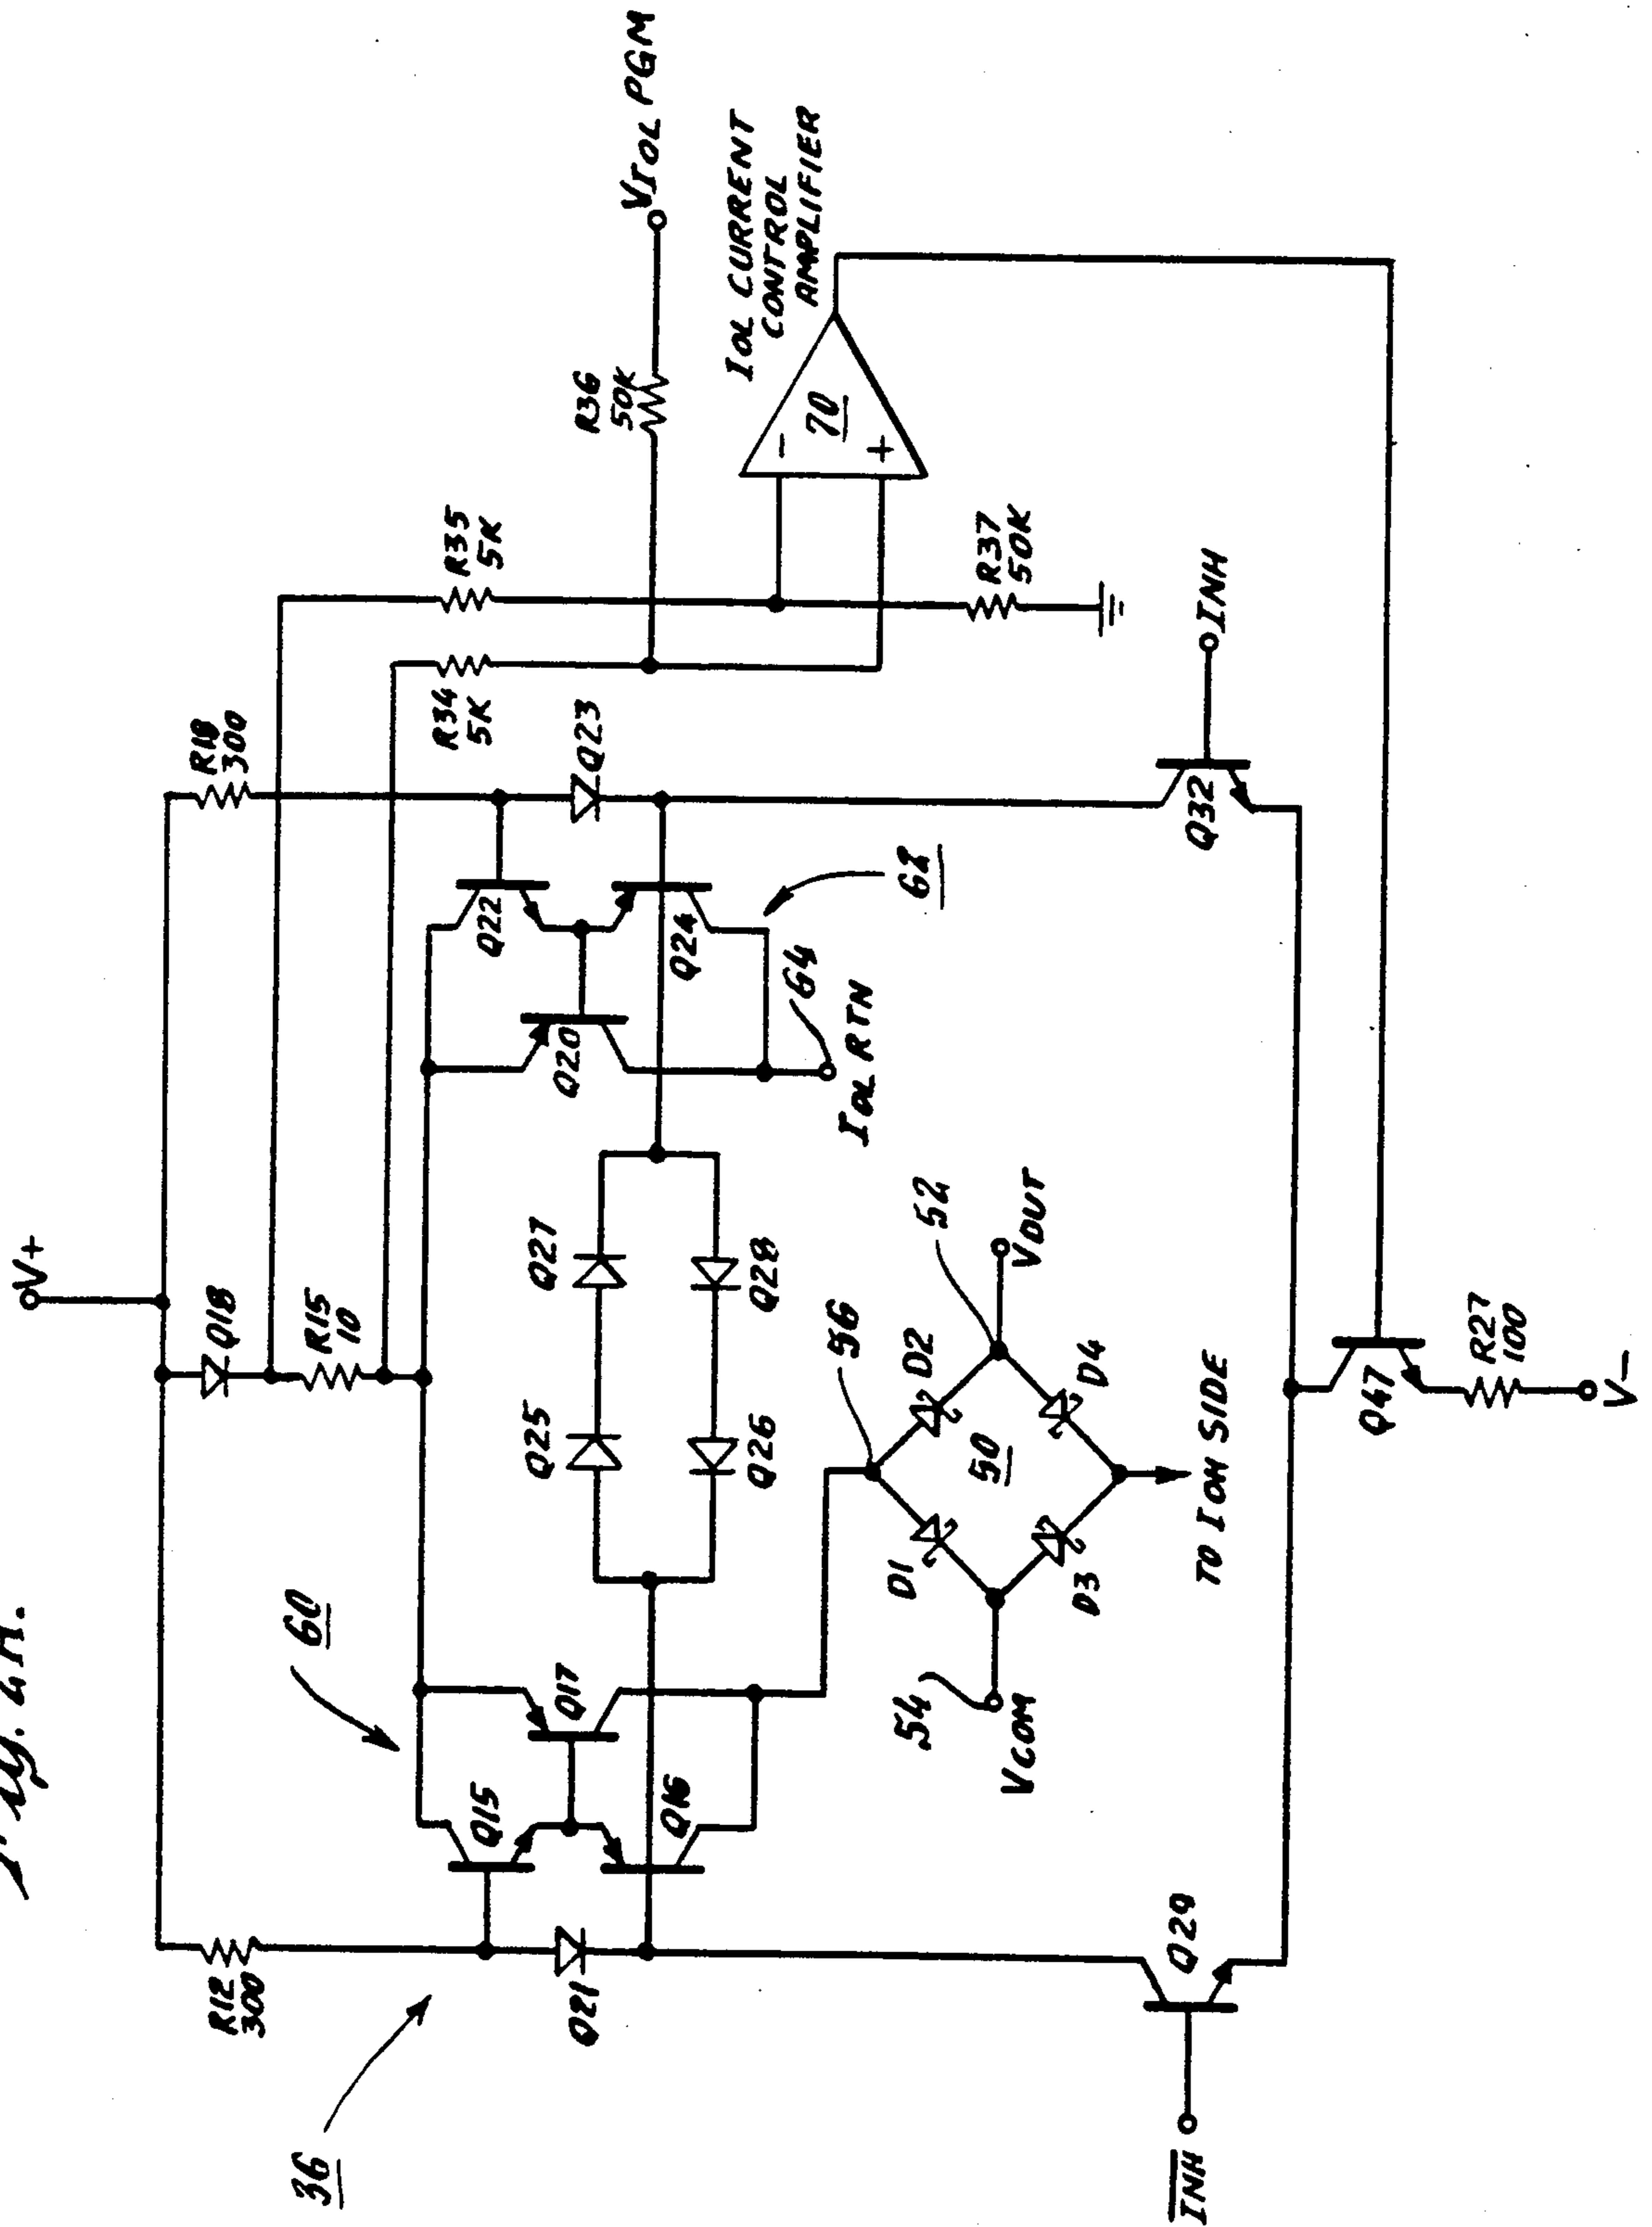 V+
36
R12
300
60
Q18
R15
10
R18
300
R35
5K
R34
5K
R36
50K
VIOL PGM
Q15
Q17
Q16
Q21
Q25
Q27
Q26
Q28
Q22
Q20
Q24
Q23
62
64
IOL RTN
IOL CURRENT
CONTROL
AMPLIFIER
-
70
+
R37
50K
56
52
D1
D2
50
D3
D4
54
VCOM
VDUT
TO IOH SIDE
Q29
INH
Q32
INH
Q47
R27
100
V-